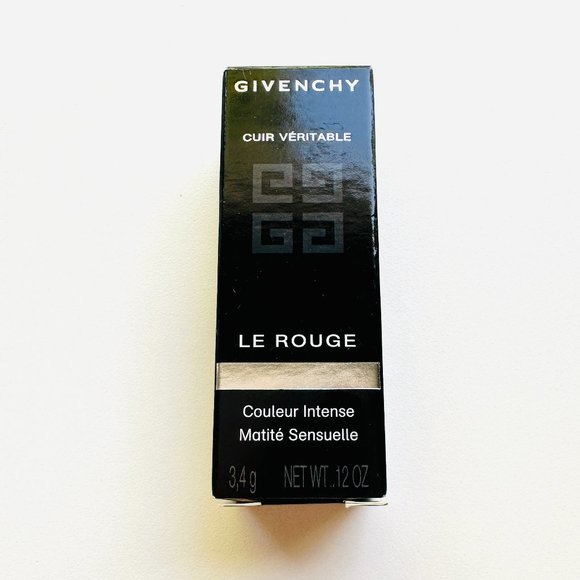 GIVENCHY
CUIR VÉRITABLE
LE ROUGE
Couleur Intense
Matité Sensuelle
3,4 g NET WT. .12 OZ